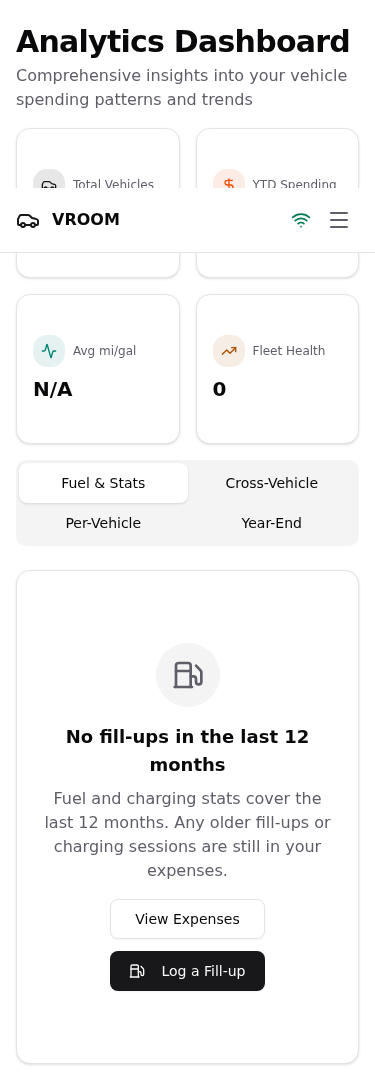 Analytics Dashboard
Comprehensive insights into your vehicle
spending patterns and trends
Total Vehicles
YTD Spending
VROOM
Avg mi/gal
N/A
Fleet Health
0
Fuel & Stats
Cross-Vehicle
Per-Vehicle
Year-End
No fill-ups in the last 12
months
Fuel and charging stats cover the
last 12 months. Any older fill-ups or
charging sessions are still in your
expenses.
View Expenses
Log a Fill-up